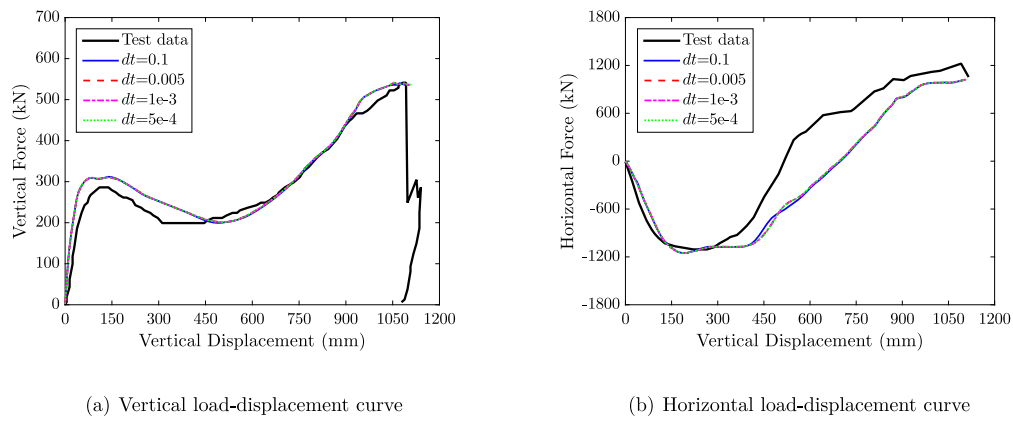 700
600
500
400
300
200
100
0
Vertical Force (kN)
Test data
dt=0.1
dt=0.005
dt=1e-3
dt=5e-4
0 150 300 450 600 750 900 1050 1200
Vertical Displacement (mm)
(a) Vertical load-displacement curve
1800
1200
600
0
-600
-1200
-1800
Horizontal Force (kN)
Test data
dt=0.1
dt=0.005
dt=1e-3
dt=5e-4
0 150 300 450 600 750 900 1050 1200
Vertical Displacement (mm)
(b) Horizontal load-displacement curve